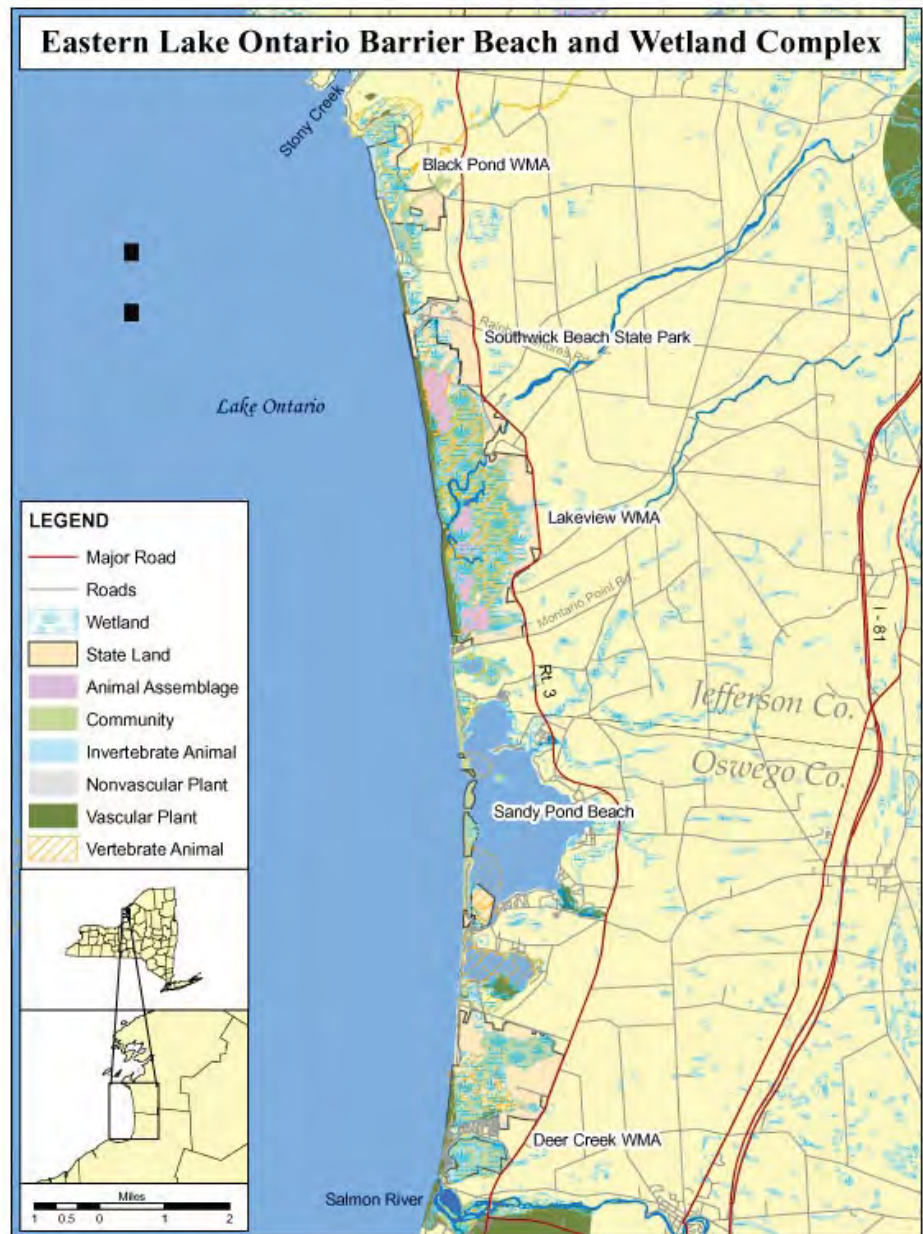 Eastern Lake Ontario Barrier Beach and Wetland Complex
Stony Creek
Black Pond WMA
Southwick Beach State Park
Lake Ontario
Lakeview WMA
Montario Point Rd.
Rt. 3
I - 81
Jefferson Co.
Oswego Co.
Sandy Pond Beach
Deer Creek WMA
Salmon River
LEGEND
Major Road
Roads
Wetland
State Land
Animal Assemblage
Community
Invertebrate Animal
Nonvascular Plant
Vascular Plant
Vertebrate Animal
Miles
1 0.5 0 1 2